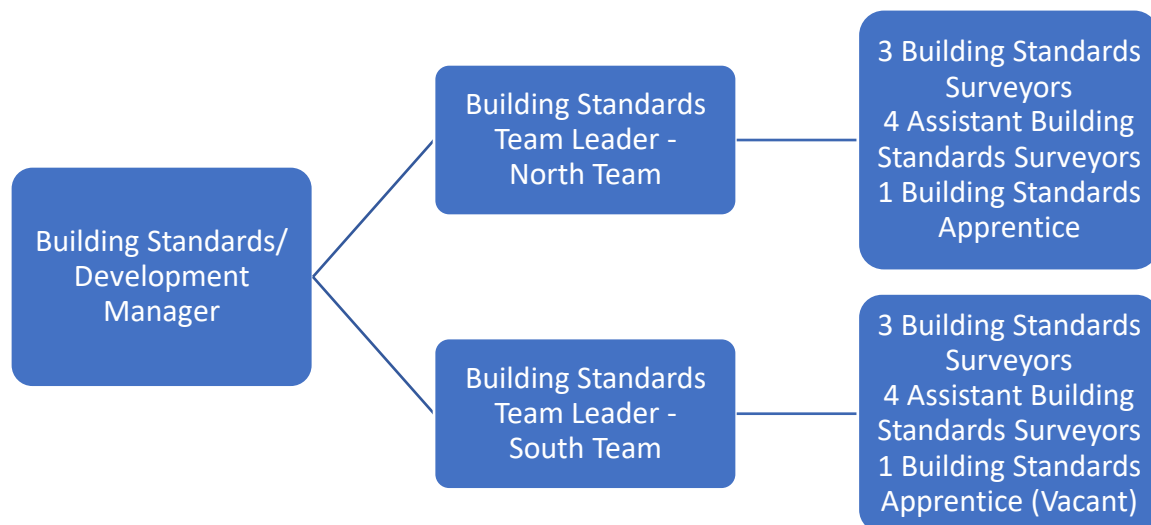 Building Standards/
Development
Manager
Building Standards
Team Leader -
North Team
3 Building Standards
Surveyors
4 Assistant Building
Standards Surveyors
1 Building Standards
Apprentice
Building Standards
Team Leader -
South Team
3 Building Standards
Surveyors
4 Assistant Building
Standards Surveyors
1 Building Standards
Apprentice (Vacant)